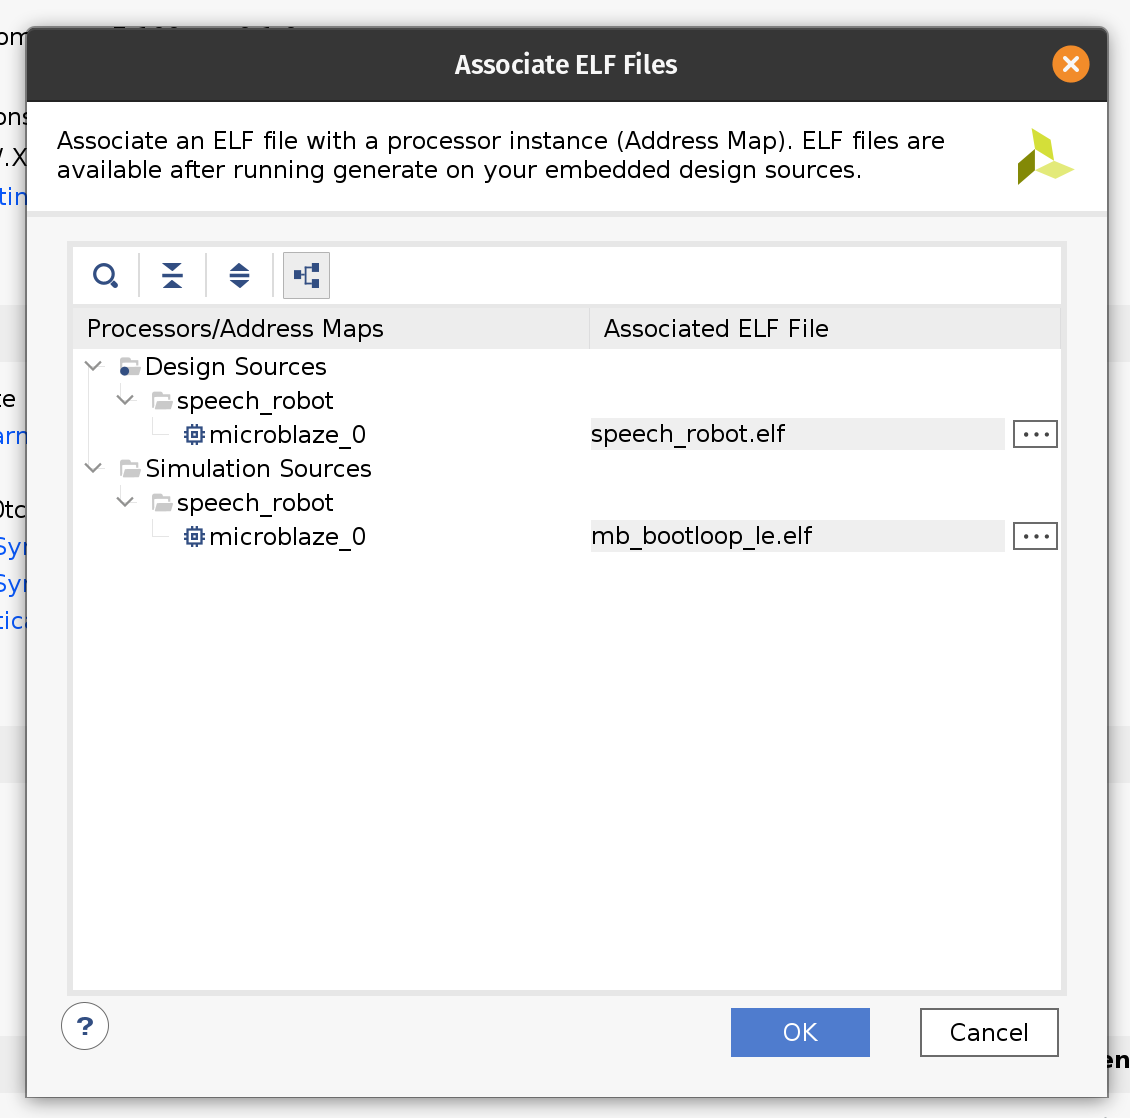 Associate ELF Files
Associate an ELF file with a processor instance (Address Map). ELF files are
available after running generate on your embedded design sources.
Processors/Address Maps Associated ELF File
Design Sources
speech_robot
microblaze_0 speech_robot.elf ...
Simulation Sources
speech_robot
microblaze_0 mb_bootloop_le.elf ...
? OK Cancel